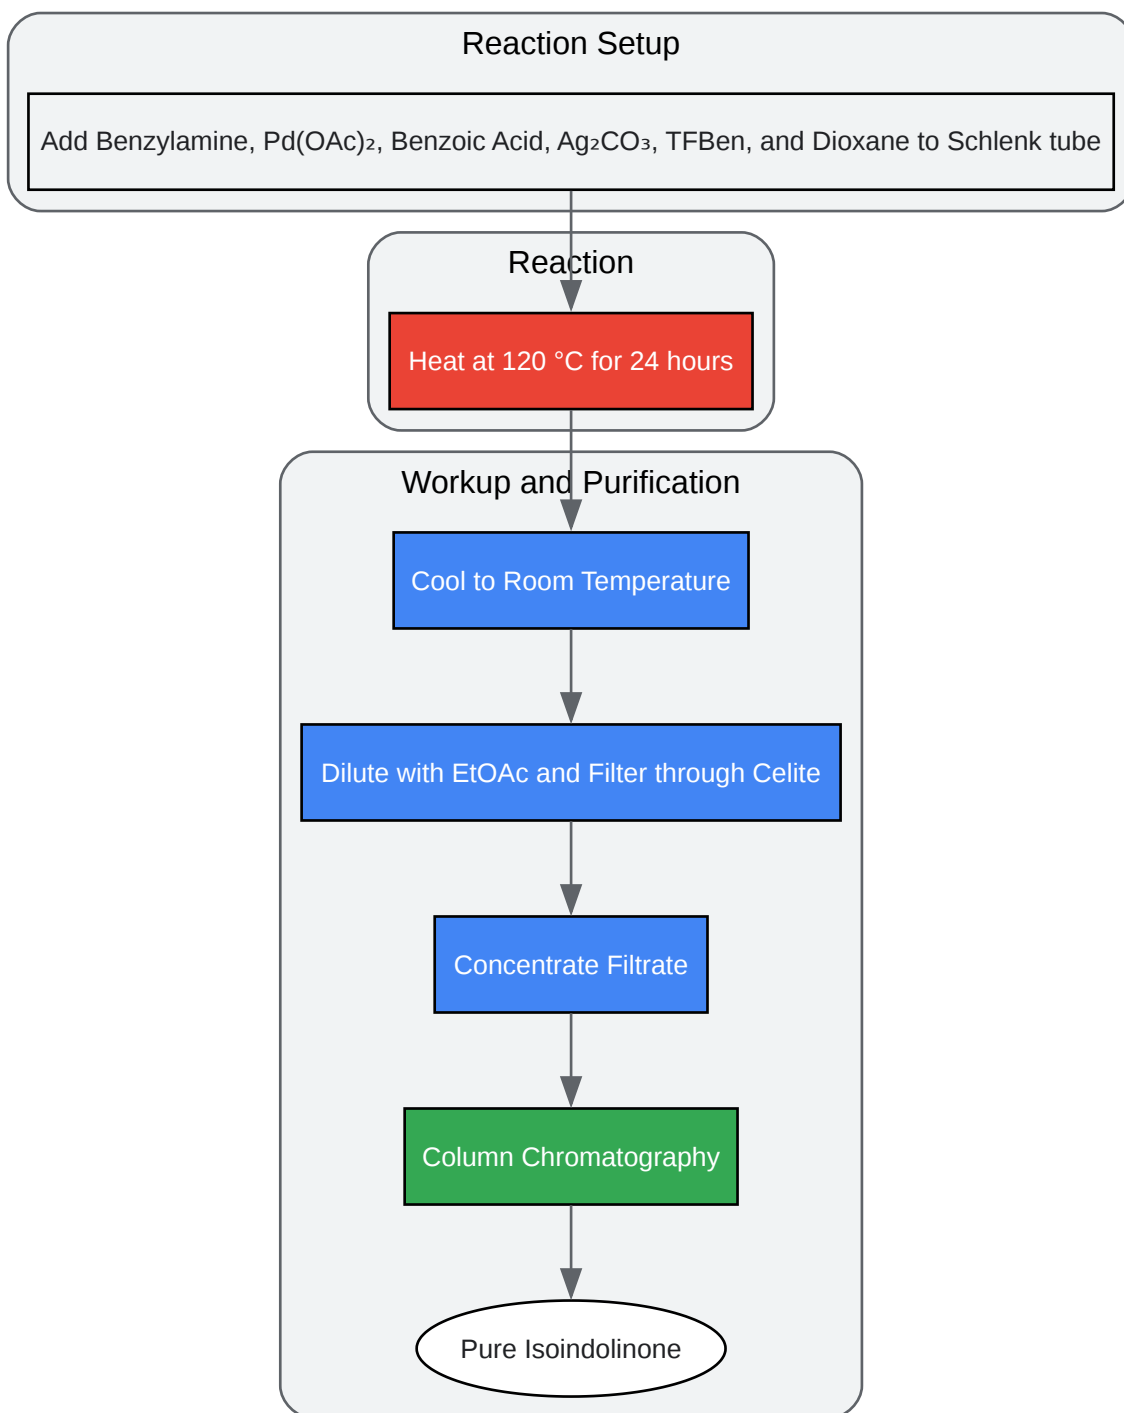 Reaction Setup
Add Benzylamine, Pd(OAc)₂, Benzoic Acid, Ag₂CO₃, TFBen, and Dioxane to Schlenk tube
Reaction
Heat at 120 °C for 24 hours
Workup and Purification
Cool to Room Temperature
Dilute with EtOAc and Filter through Celite
Concentrate Filtrate
Column Chromatography
Pure Isoindolinone